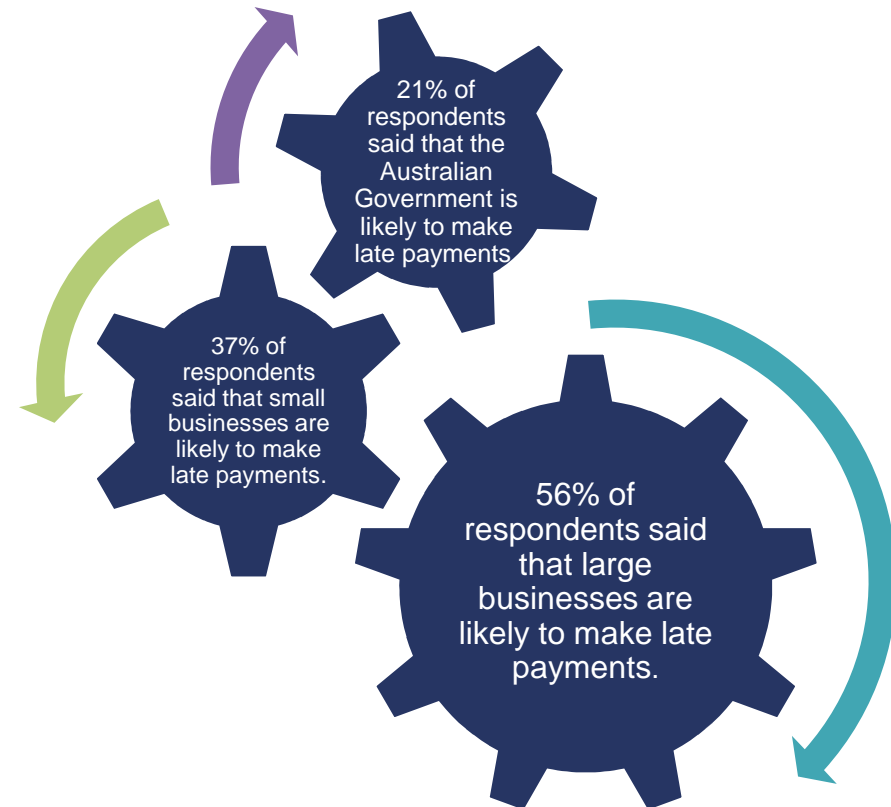 21% of
respondents
said that the
Australian
Government is
likely to make
late payments
37% of
respondents
said that small
businesses are
likely to make
late payments.
56% of
respondents said
that large
businesses are
likely to make late
payments.